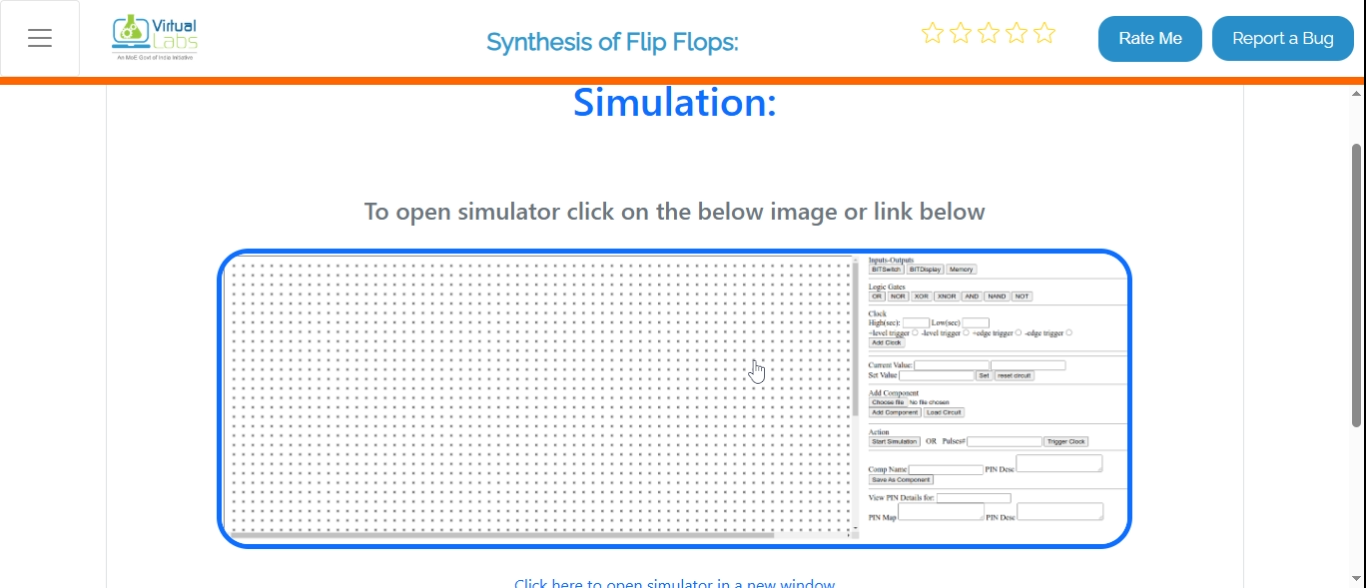 Virtual
Labs
An MoE Govt of India Initiative
Synthesis of Flip Flops:
Rate Me
Report a Bug
Simulation:
To open simulator click on the below image or link below
Inputs-Outputs
BITSwitch BITDisplay Memory
Logic Gates
OR NOR XOR XNOR AND NAND NOT
Clock
High(sec): Low(sec)
+level trigger -level trigger +edge trigger -edge trigger
Add Clock
Current Value:
Set Value Set reset circuit
Add Component
Choose file No file chosen
Add Component Load Circuit
Action
Start Simulation OR Pulses# Trigger Clock
Comp Name PIN Desc
Save As Component
View PIN Details for:
PIN Map PIN Desc
Click here to open simulator in a new window